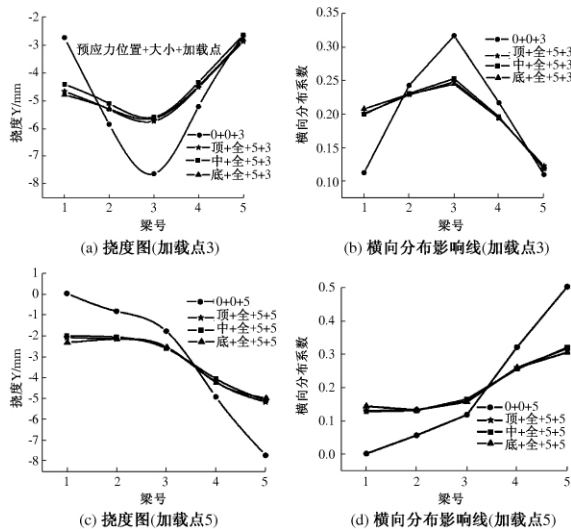 -2
-3
-4
-5
-6
-7
-8
挠度Y/mm
预应力位置+大小+加载点
0+0+3
顶+全+5+3
中+全+5+3
底+全+5+3
1 2 3 4 5
梁号
(a) 挠度图(加载点3)
0.35
0.30
0.25
0.20
0.15
0.10
横向分布系数
0+0+3
顶+全+5+3
中+全+5+3
底+全+5+3
1 2 3 4 5
梁号
(b) 横向分布影响线(加载点3)
1
0
-1
-2
-3
-4
-5
-6
-7
-8
挠度Y/mm
0+0+5
顶+全+5+5
中+全+5+5
底+全+5+5
1 2 3 4 5
梁号
(c) 挠度图(加载点5)
0.5
0.4
0.3
0.2
0.1
0.0
横向分布系数
0+0+5
顶+全+5+5
中+全+5+5
底+全+5+5
1 2 3 4 5
梁号
(d) 横向分布影响线(加载点5)